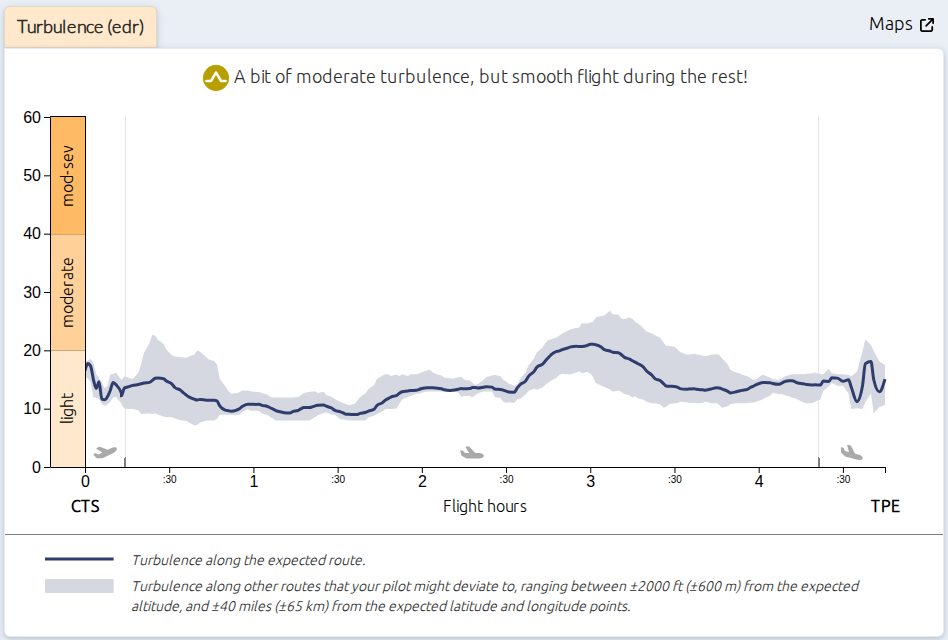 Turbulence (edr)
Maps
A bit of moderate turbulence, but smooth flight during the rest!
60
50
40
30
20
10
0
mod-sev
moderate
light
0 :30 1 :30 2 :30 3 :30 4 :30
CTS Flight hours TPE
Turbulence along the expected route.
Turbulence along other routes that your pilot might deviate to, ranging between ±2000 ft (±600 m) from the expected
altitude, and ±40 miles (±65 km) from the expected latitude and longitude points.